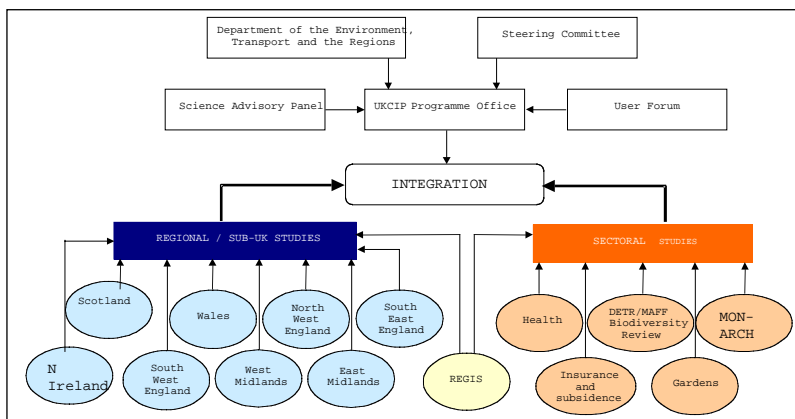 Department of the Environment,
Transport and the Regions
Steering Committee
Science Advisory Panel
UKCIP Programme Office
User Forum
INTEGRATION
REGIONAL / SUB-UK STUDIES
SECTORAL STUDIES
Scotland
Wales
North
West
England
South
East
England
Health
DETR/MAFF
Biodiversity
Review
MON-
ARCH
N
Ireland
South
West
England
West
Midlands
East
Midlands
REGIS
Insurance
and
subsidence
Gardens